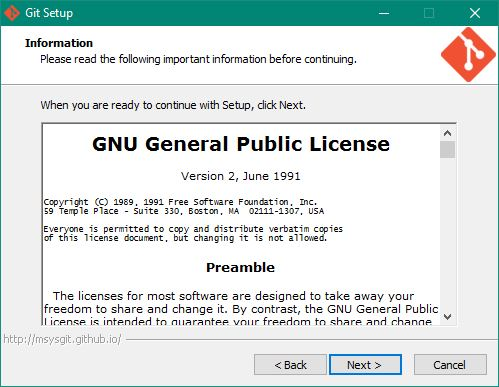 Git Setup
Information
Please read the following important information before continuing.
When you are ready to continue with Setup, click Next.
GNU General Public License
Version 2, June 1991
Copyright (C) 1989, 1991 Free Software Foundation, Inc.
59 Temple Place - Suite 330, Boston, MA  02111-1307, USA
Everyone is permitted to copy and distribute verbatim copies
of this license document, but changing it is not allowed.
Preamble
The licenses for most software are designed to take away your
freedom to share and change it. By contrast, the GNU General Public
License is intended to guarantee your freedom to share and change
http://msysgit.github.io/
< Back
Next >
Cancel